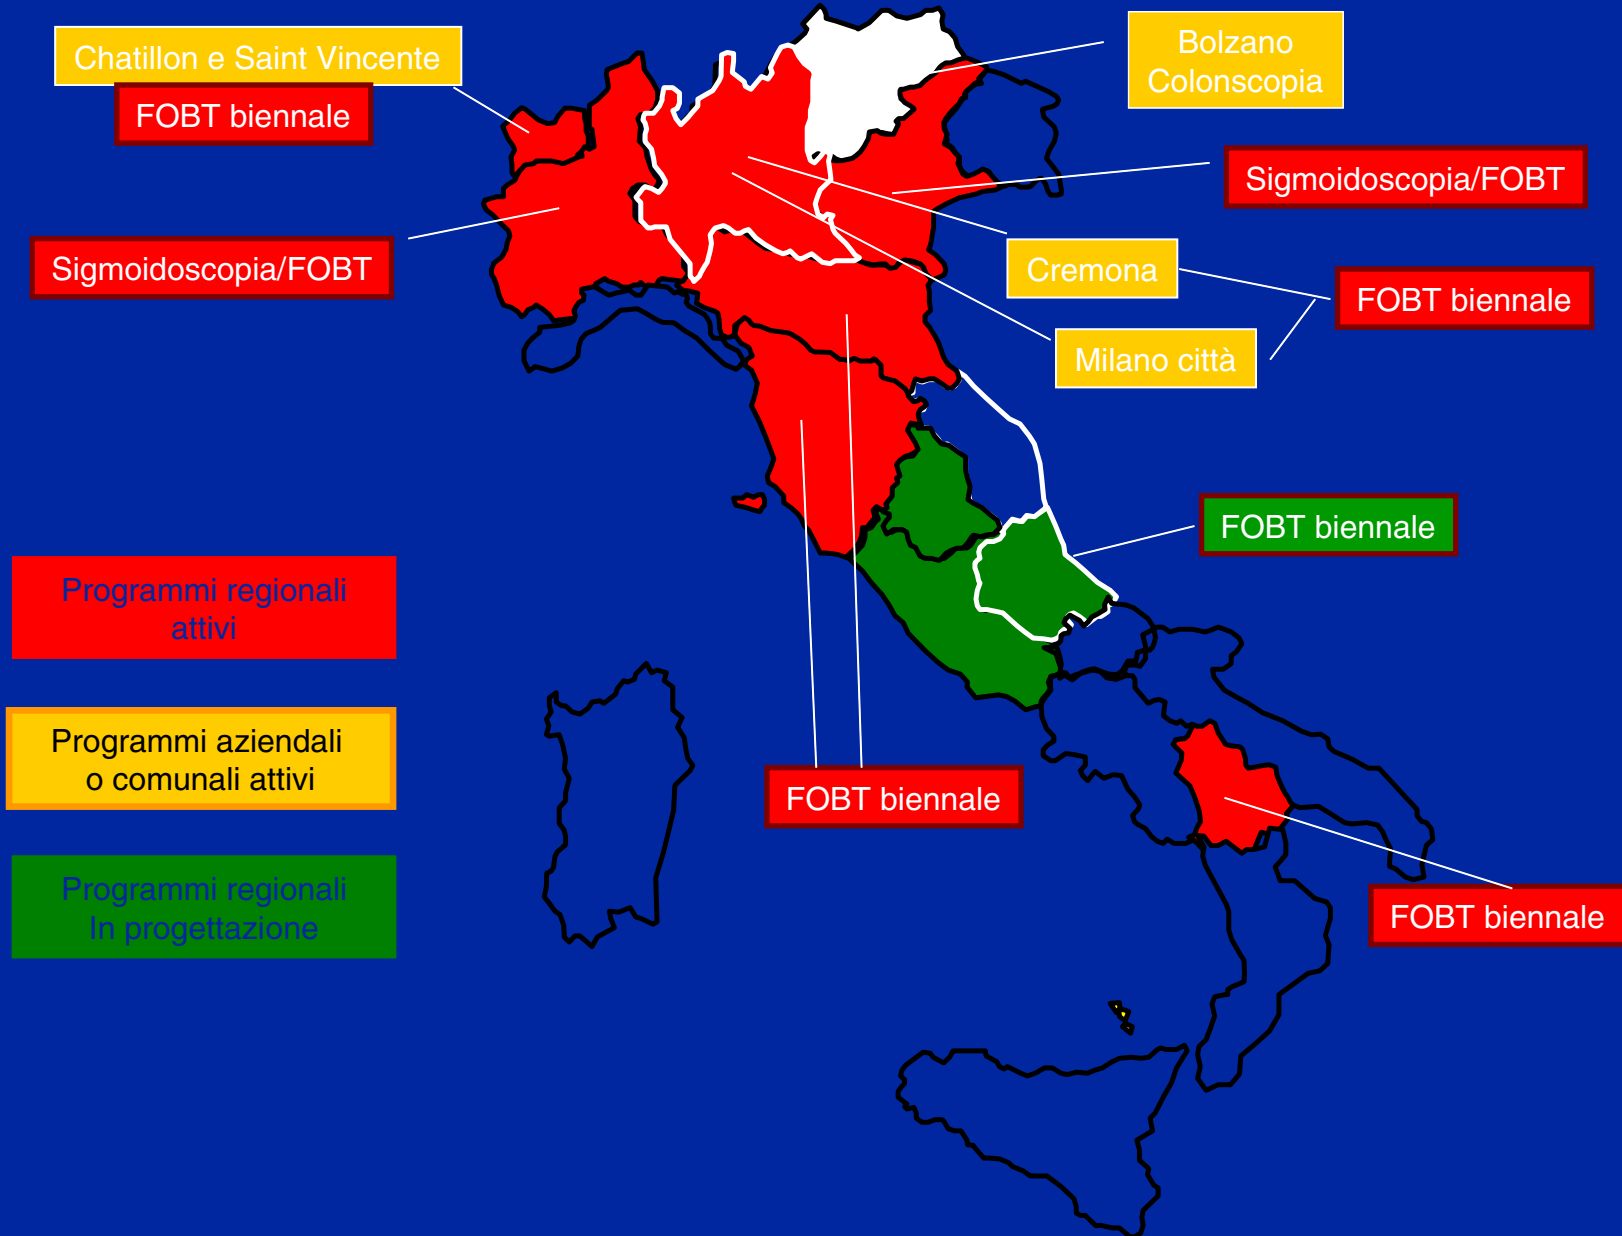 Chatillon e Saint Vincente
FOBT biennale
Bolzano
Colonscopia
Sigmoidoscopia/FOBT
Sigmoidoscopia/FOBT
Cremona
FOBT biennale
Milano città
FOBT biennale
Programmi regionali
attivi
Programmi aziendali
o comunali attivi
FOBT biennale
Programmi regionali
In progettazione
FOBT biennale